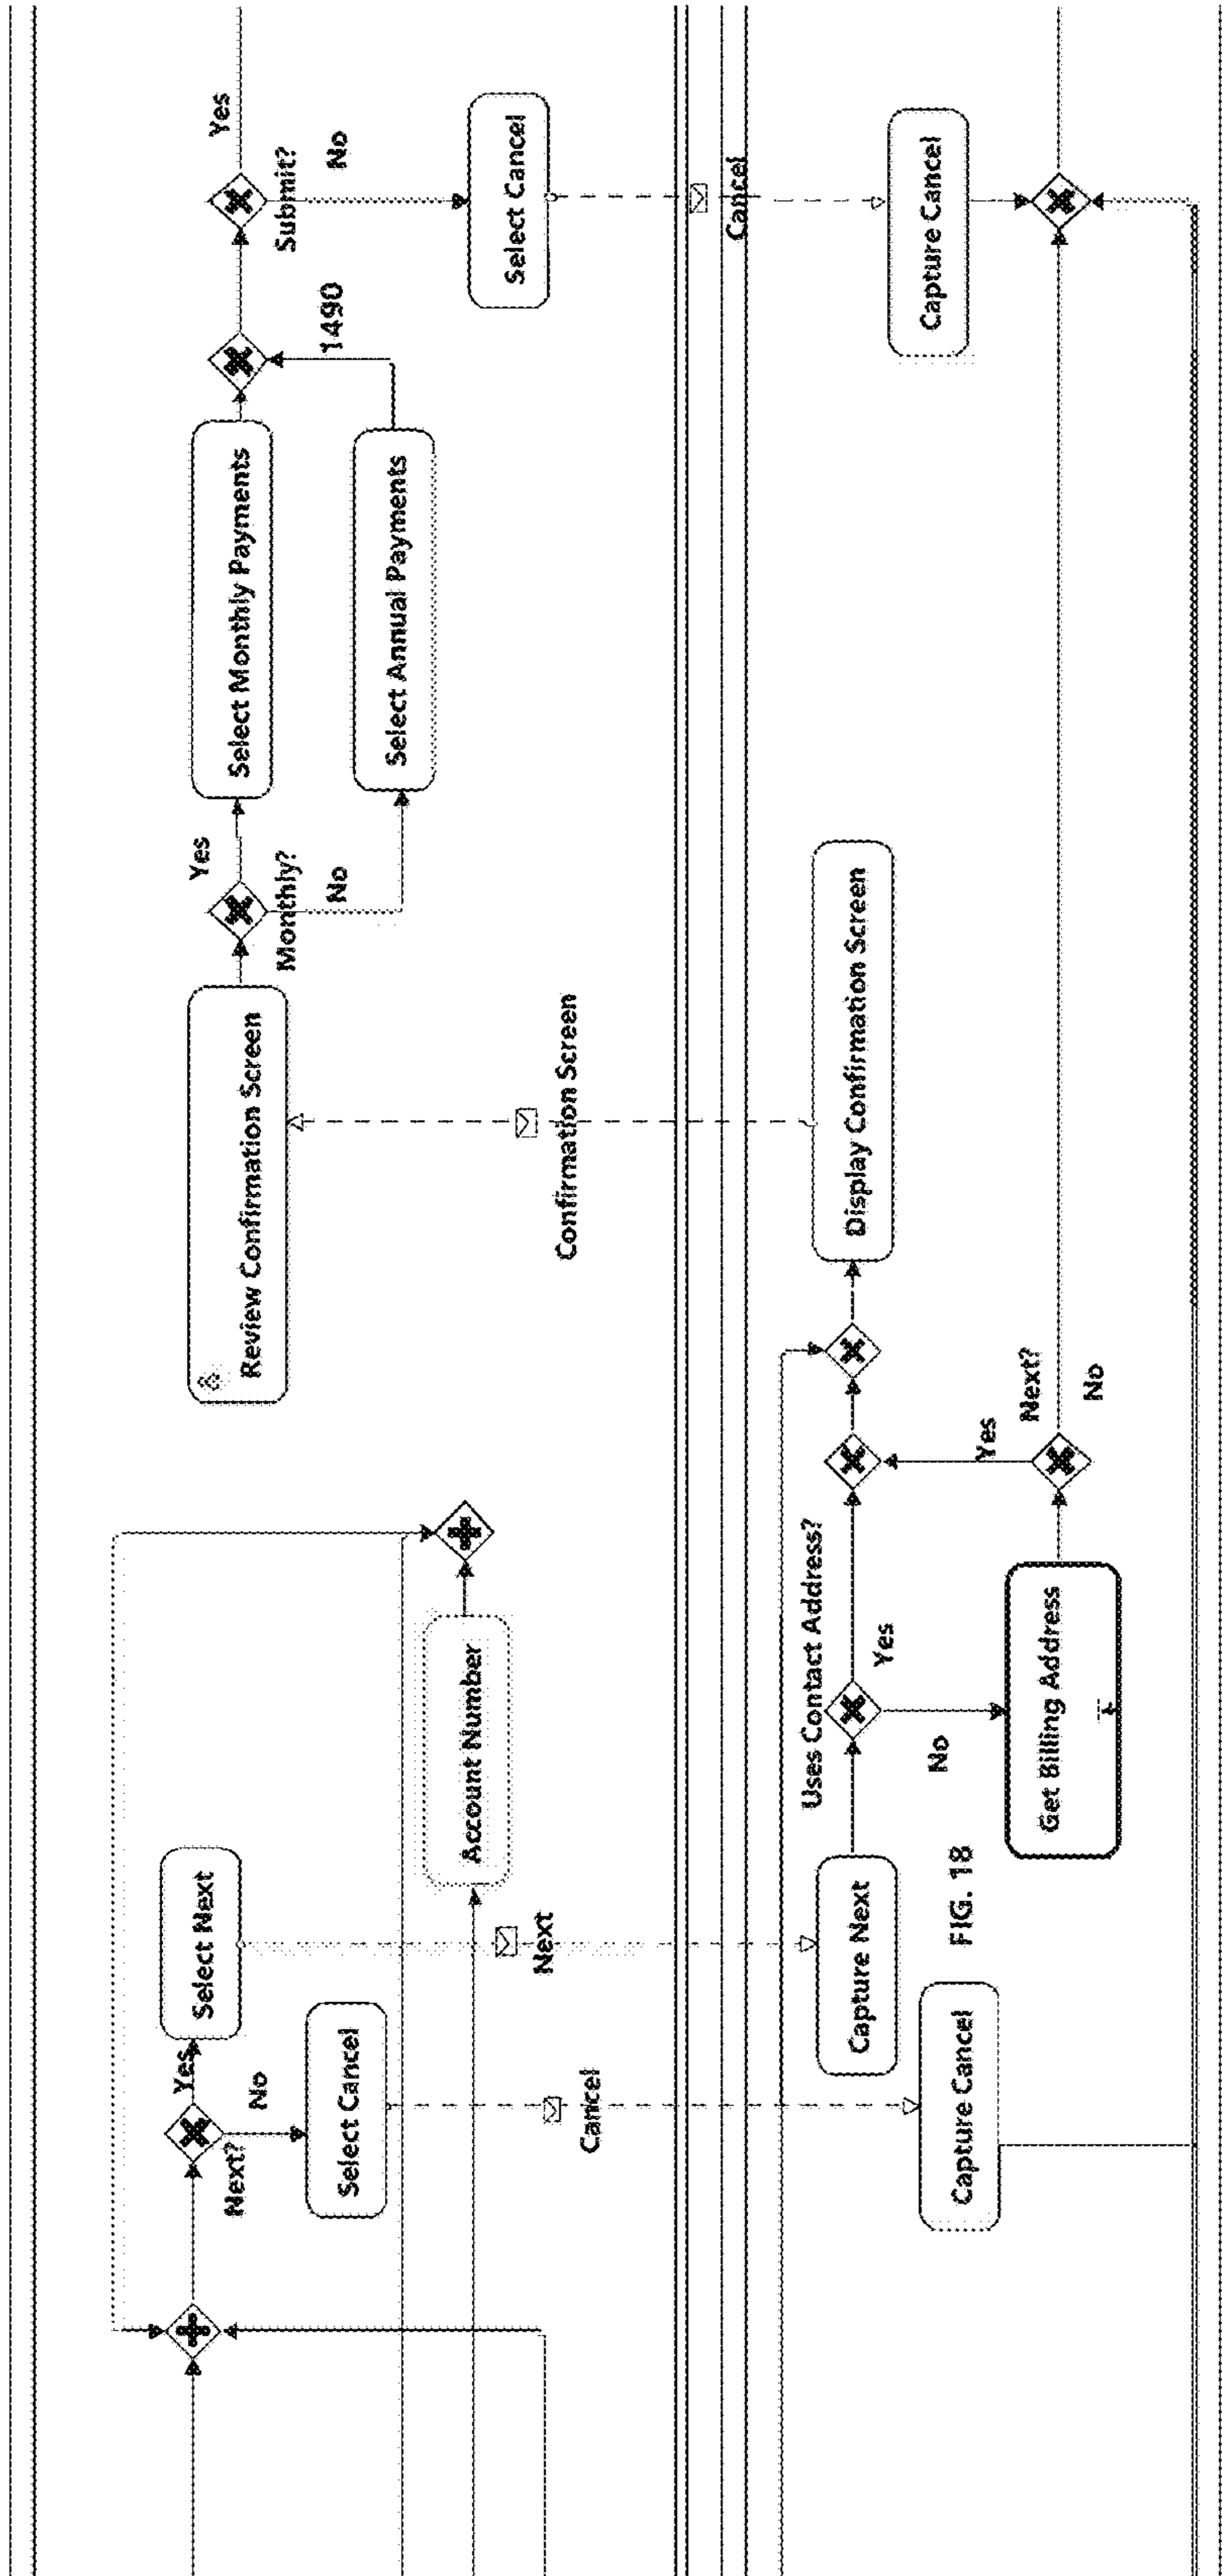 Next?
Yes
No
Select Next
Select Cancel
Account Number
Next
Cancel
Review Confirmation Screen
Confirmation Screen
Monthly?
Yes
No
Select Monthly Payments
Select Annual Payments
1490
Submit?
Yes
No
Select Cancel
Cancel
Capture Cancel
Capture Next
FIG. 18
Uses Contact Address?
Yes
No
Get Billing Address
Yes
Next?
No
Display Confirmation Screen
Capture Cancel